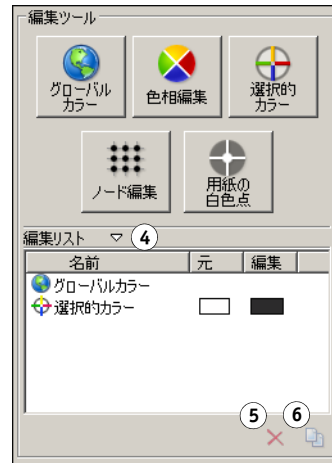 編集ツール
グローバル
カラー
色相編集
選択的
カラー
ノード編集
用紙の
白色点
編集リスト ▽ 4
名前 元 編集
グローバルカラー
選択的カラー
5 6